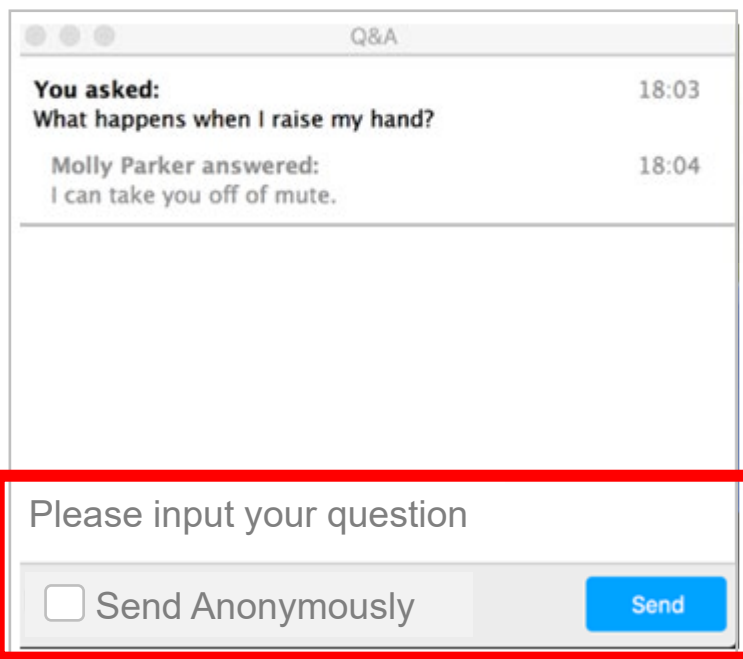 Q&A
You asked: 18:03
What happens when I raise my hand?
Molly Parker answered: 18:04
I can take you off of mute.
Please input your question
Send Anonymously
Send